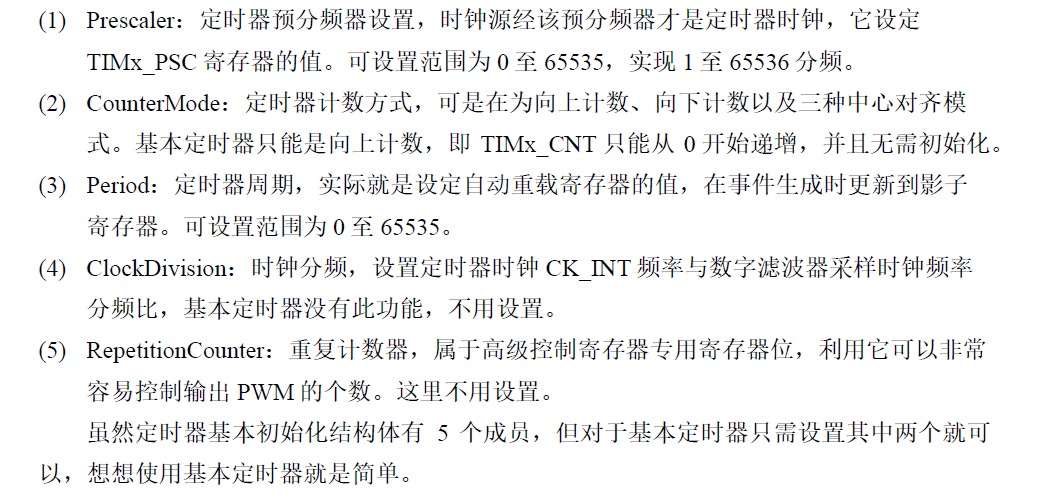 (1) Prescaler：定时器预分频器设置，时钟源经该预分频器才是定时器时钟，它设定
TIMx_PSC 寄存器的值。可设置范围为 0 至 65535，实现 1 至 65536 分频。
(2) CounterMode：定时器计数方式，可是在为向上计数、向下计数以及三种中心对齐模
式。基本定时器只能是向上计数，即 TIMx_CNT 只能从 0 开始递增，并且无需初始化。
(3) Period：定时器周期，实际就是设定自动重载寄存器的值，在事件生成时更新到影子
寄存器。可设置范围为 0 至 65535。
(4) ClockDivision：时钟分频，设置定时器时钟 CK_INT 频率与数字滤波器采样时钟频率
分频比，基本定时器没有此功能，不用设置。
(5) RepetitionCounter：重复计数器，属于高级控制寄存器专用寄存器位，利用它可以非常
容易控制输出 PWM 的个数。这里不用设置。
虽然定时器基本初始化结构体有 5 个成员，但对于基本定时器只需设置其中两个就可
以，想想使用基本定时器就是简单。